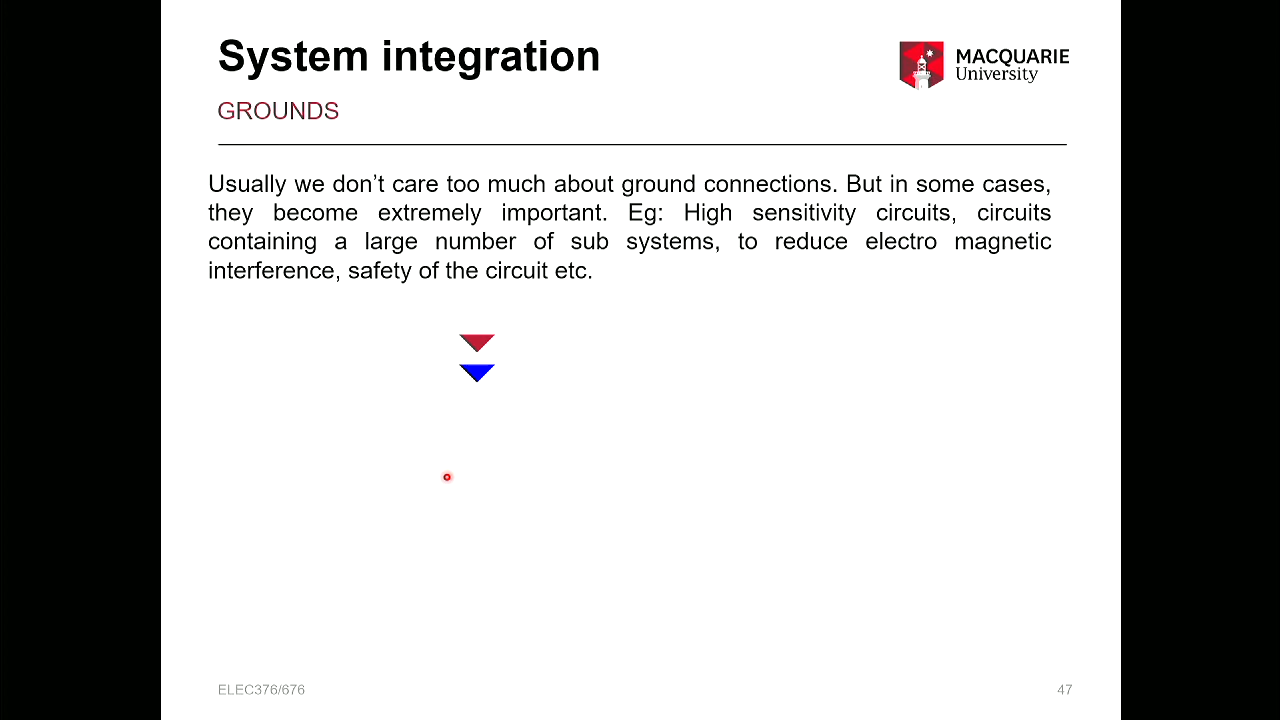 System integration
MACQUARIE
University
GROUNDS
Usually we don’t care too much about ground connections. But in some cases,
they become extremely important. Eg: High sensitivity circuits, circuits
containing a large number of sub systems, to reduce electro magnetic
interference, safety of the circuit etc.
ELEC376/676
47